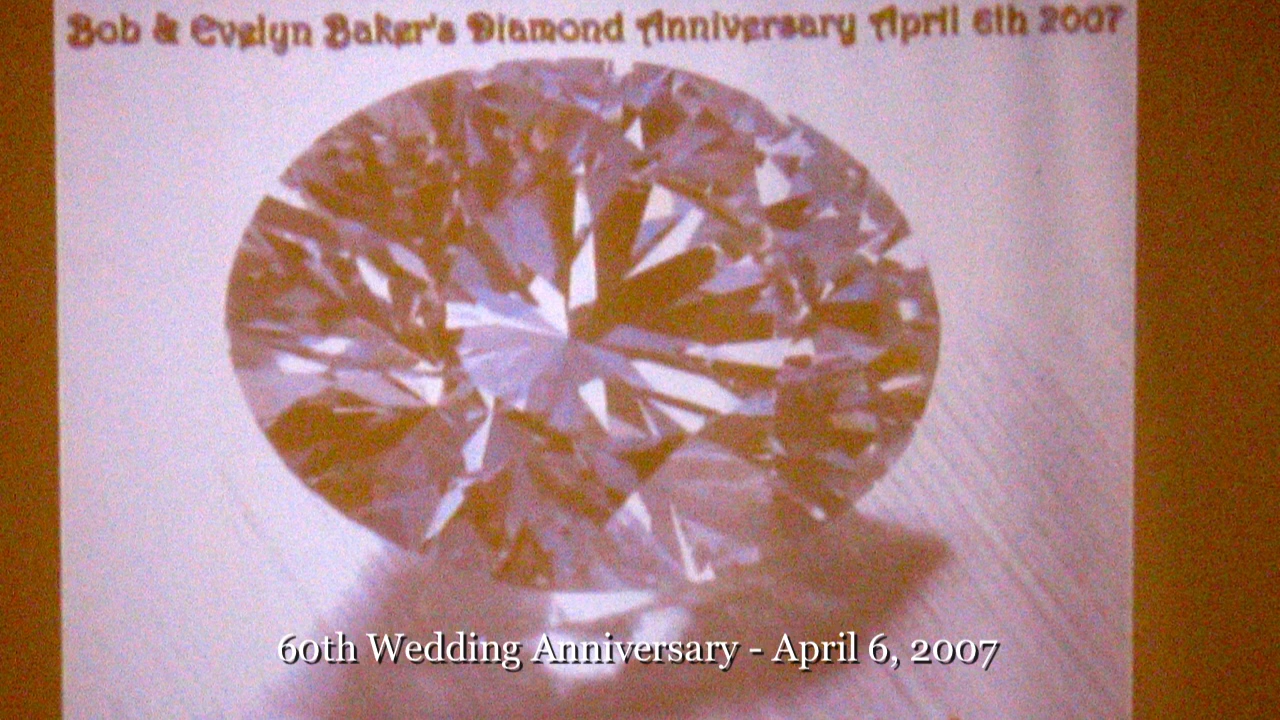 Bob & Evelyn Baker's Diamond Anniversary April 6th 2007
60th Wedding Anniversary - April 6, 2007